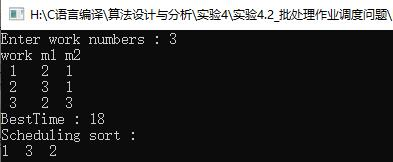 H:\C语言编译\算法设计与分析\实验4\实验4.2_批处理作业调度问题\
Enter work numbers : 3
work m1 m2
1 2 1
2 3 1
3 2 3
BestTime : 18
Scheduling sort :
1 3 2